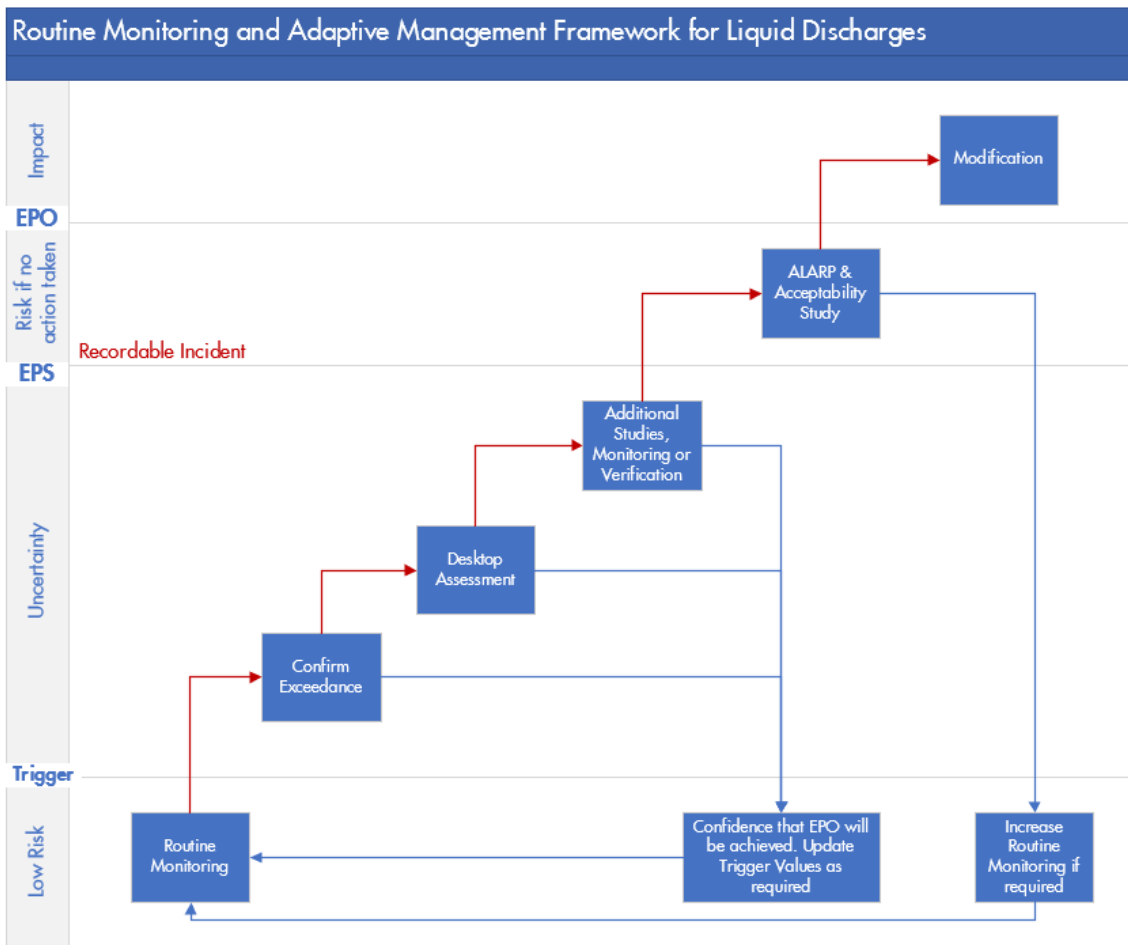 Routine Monitoring and Adaptive Management Framework for Liquid Discharges
Impact
Modification
EPO
Risk if no
action taken
ALARP &
Acceptability
Study
Recordable Incident
EPS
Uncertainty
Additional
Studies,
Monitoring or
Verification
Desktop
Assessment
Confirm
Exceedance
Trigger
Low Risk
Routine
Monitoring
Confidence that EPO will
be achieved. Update
Trigger Values as
required
Increase
Routine
Monitoring if
required